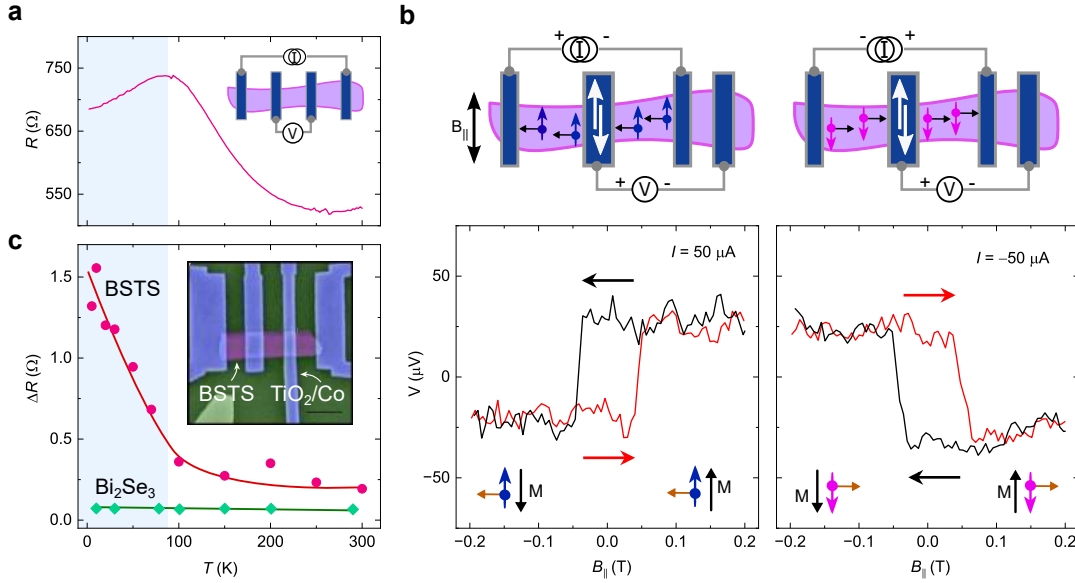 a
750
650
550
R (Ω)
I
V
b
+ I -
B||
+ V -
- I +
+ V -
c
1.5
1.0
0.5
0.0
ΔR (Ω)
BSTS
Bi2Se3
BSTS
TiO2/Co
0 100 200 300
T (K)
I = 50 μA
50
25
0
−25
−50
V (μV)
M
M
−0.2 −0.1 0.0 0.1 0.2
B|| (T)
I = −50 μA
M
M
−0.2 −0.1 0.0 0.1 0.2
B|| (T)